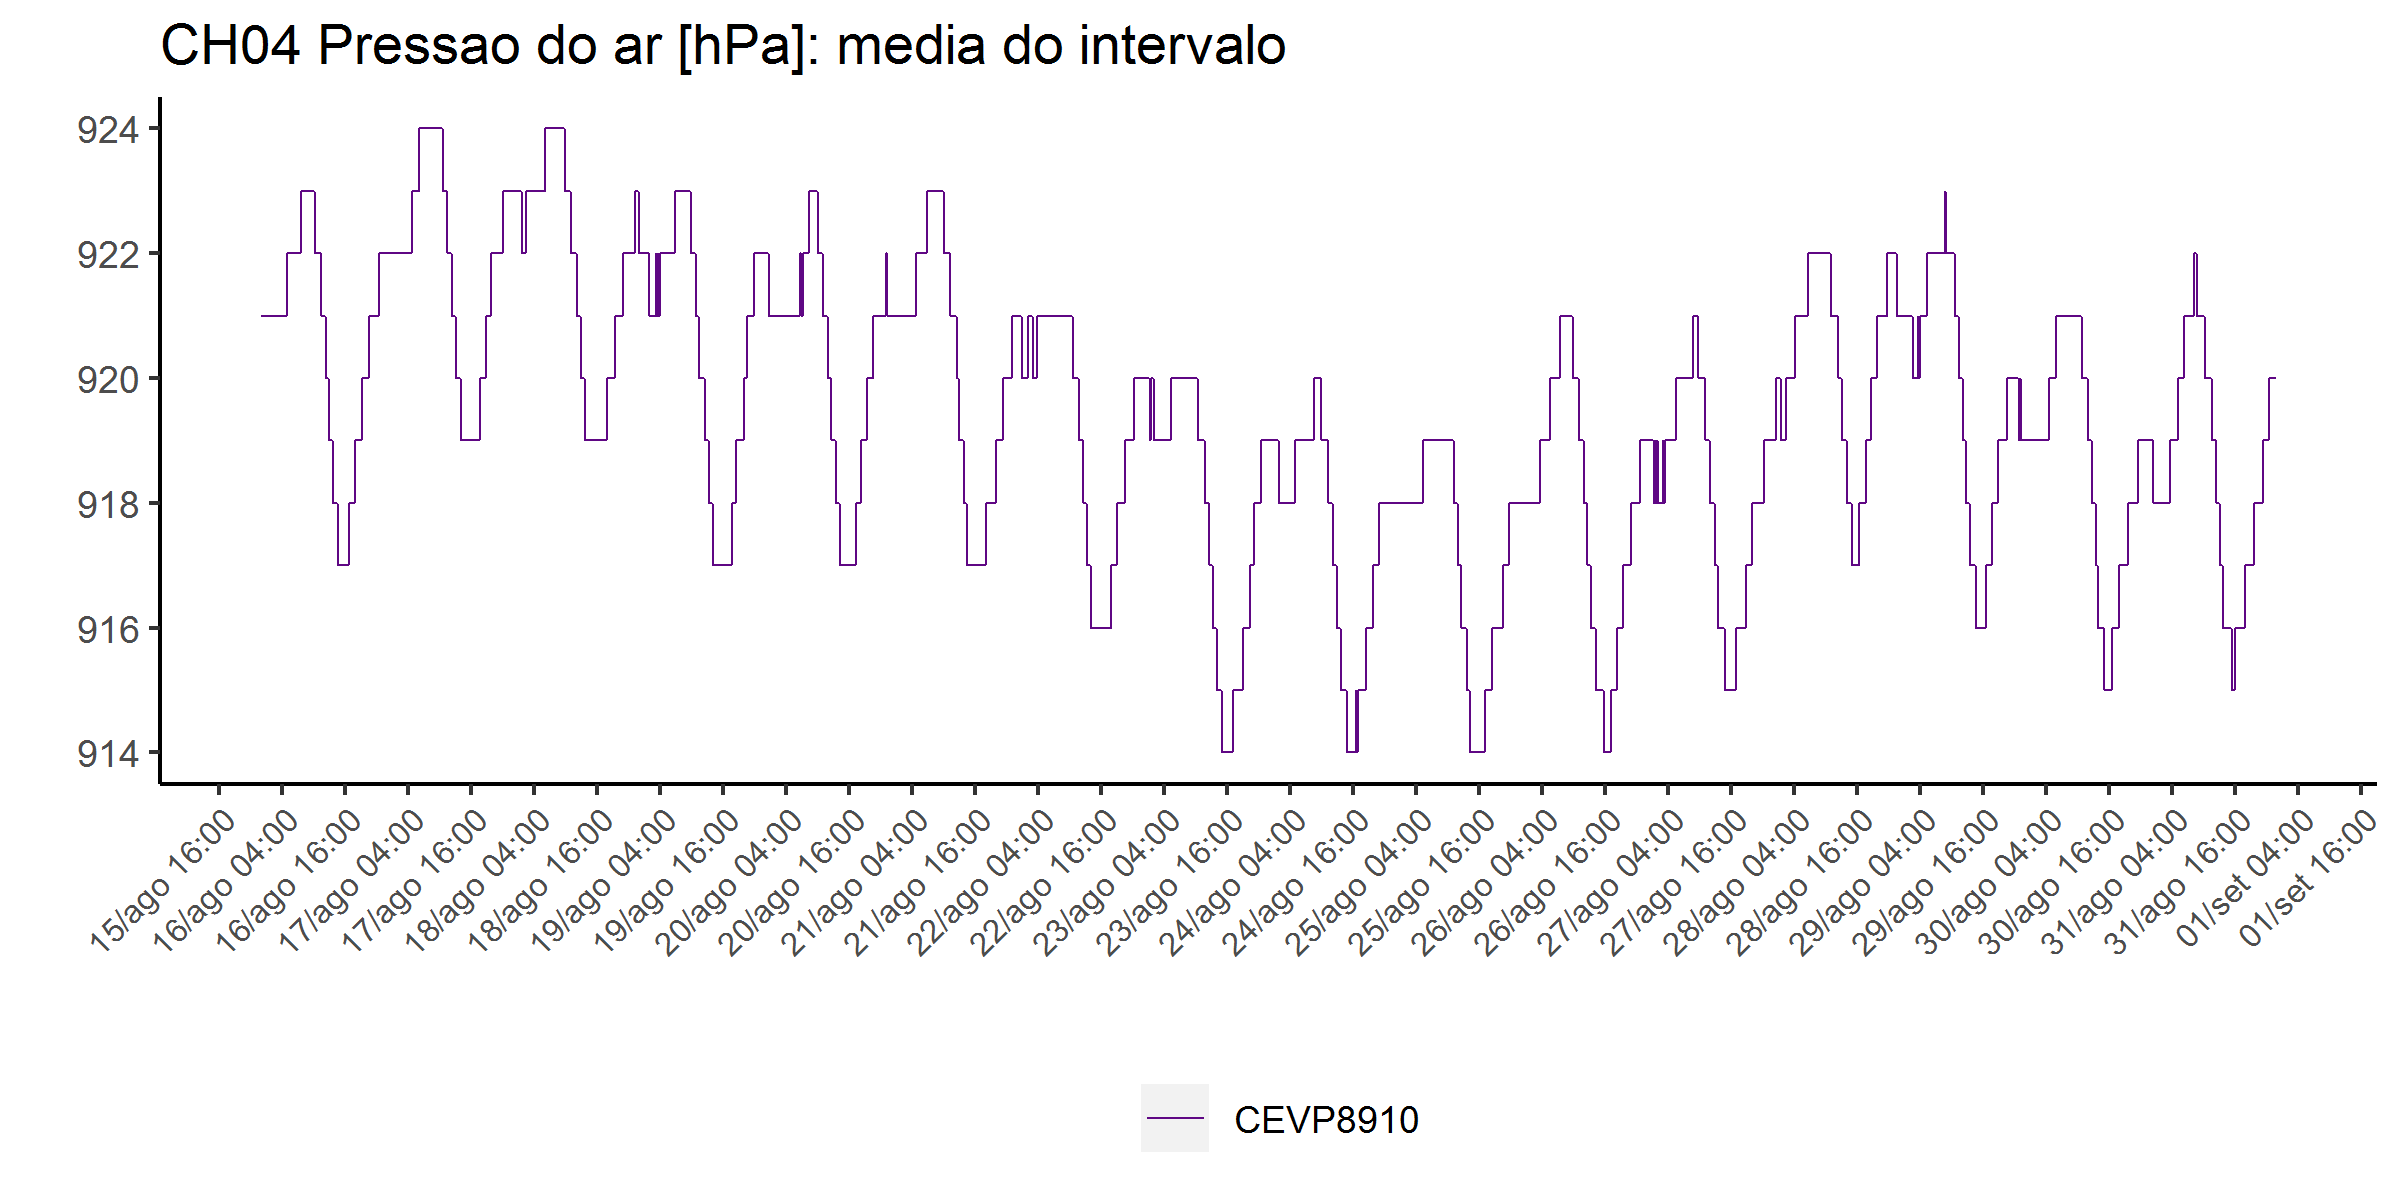 CH04 Pressao do ar [hPa]: media do intervalo
924
922
920
918
916
914
15/ago 16:00
16/ago 04:00
16/ago 16:00
17/ago 04:00
17/ago 16:00
18/ago 04:00
18/ago 16:00
19/ago 04:00
19/ago 16:00
20/ago 04:00
20/ago 16:00
21/ago 04:00
21/ago 16:00
22/ago 04:00
22/ago 16:00
23/ago 04:00
23/ago 16:00
24/ago 04:00
24/ago 16:00
25/ago 04:00
25/ago 16:00
26/ago 04:00
26/ago 16:00
27/ago 04:00
27/ago 16:00
28/ago 04:00
28/ago 16:00
29/ago 04:00
29/ago 16:00
30/ago 04:00
30/ago 16:00
31/ago 04:00
31/ago 16:00
01/set 04:00
01/set 16:00
CEVP8910